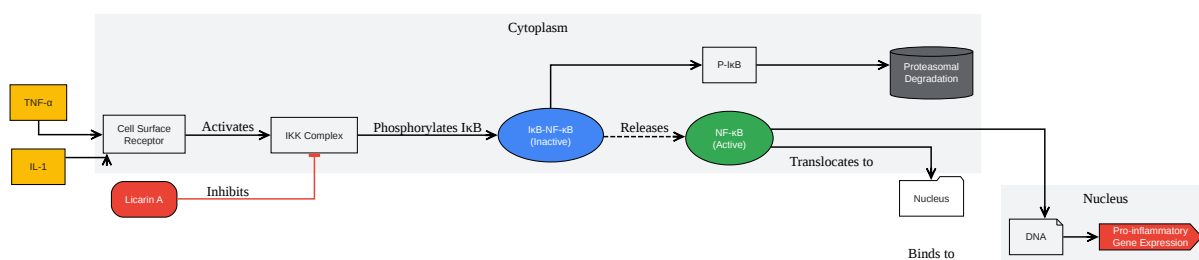 Cytoplasm
P-IκB
Proteasomal
Degradation
TNF-α
Cell Surface
Receptor
Activates
IKK Complex
Phosphorylates IκB
IκB-NF-κB
(Inactive)
Releases
NF-κB
(Active)
IL-1
Translocates to
Licarin A
Inhibits
Nucleus
Nucleus
DNA
Pro-inflammatory
Gene Expression
Binds to